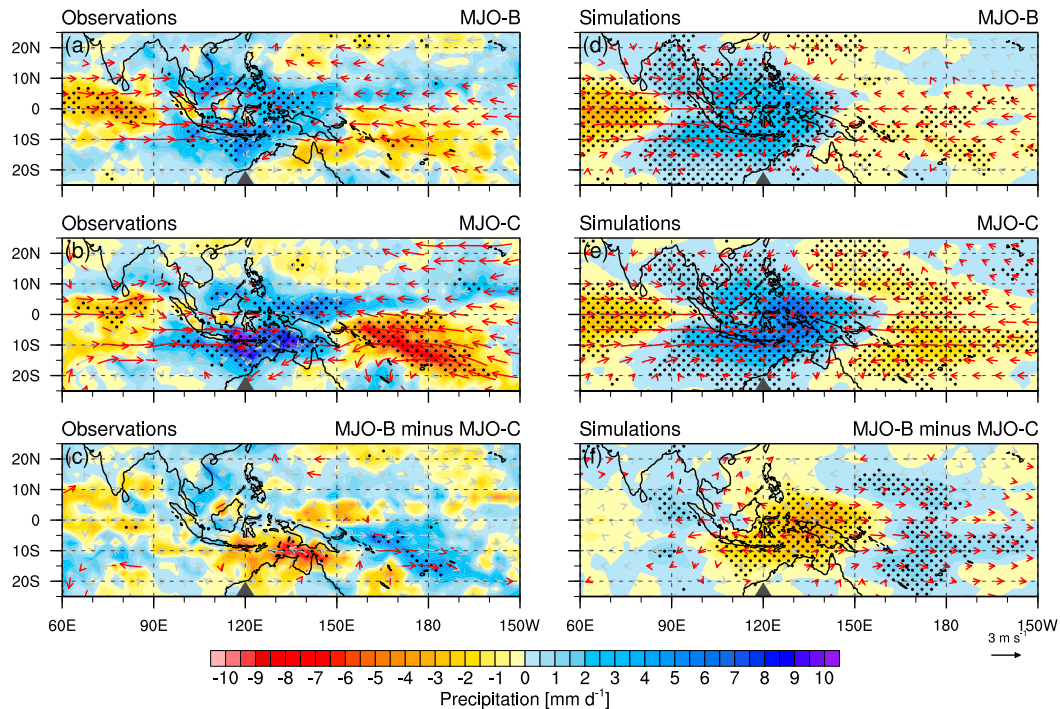 Observations MJO-B Simulations MJO-B
(a) (d)
20N
10N
0
10S
20S
Observations MJO-C Simulations MJO-C
(b) (e)
20N
10N
0
10S
20S
Observations MJO-B minus MJO-C Simulations MJO-B minus MJO-C
(c) (f)
20N
10N
0
10S
20S
60E 90E 120E 150E 180 150W 60E 90E 120E 150E 180 150W
3 m s⁻¹
-10 -9 -8 -7 -6 -5 -4 -3 -2 -1 0 1 2 3 4 5 6 7 8 9 10
Precipitation [mm d⁻¹]